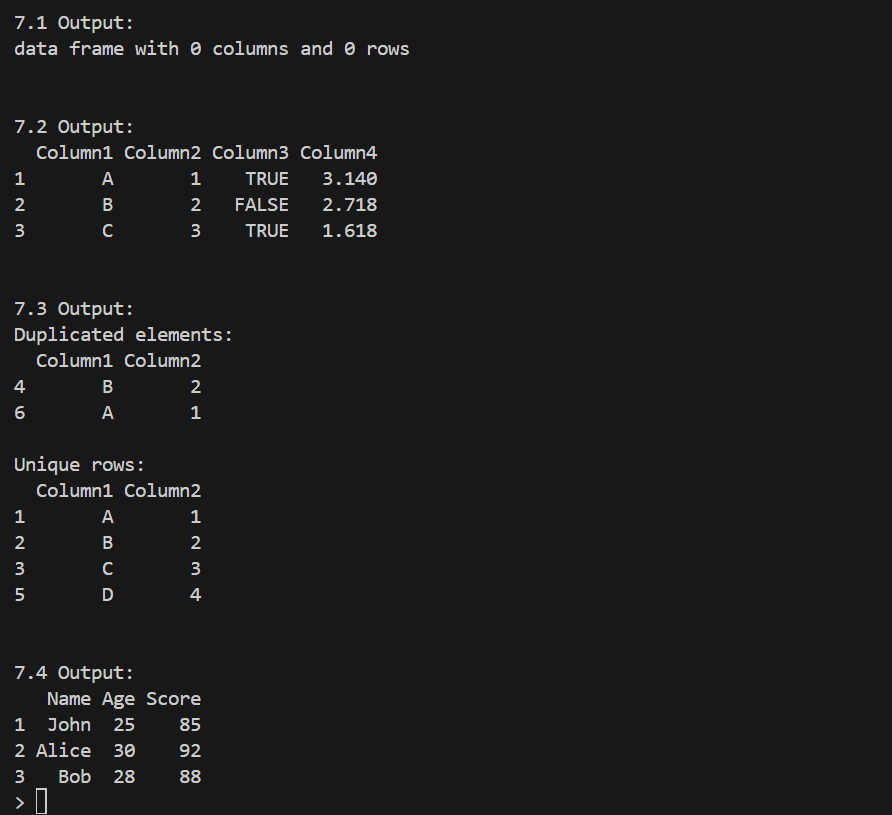 7.1 Output:
data frame with 0 columns and 0 rows
7.2 Output:
  Column1 Column2 Column3 Column4
1       A       1    TRUE   3.140
2       B       2   FALSE   2.718
3       C       3    TRUE   1.618
7.3 Output:
Duplicated elements:
  Column1 Column2
4       B       2
6       A       1
Unique rows:
  Column1 Column2
1       A       1
2       B       2
3       C       3
5       D       4
7.4 Output:
   Name Age Score
1  John  25    85
2 Alice  30    92
3   Bob  28    88
>